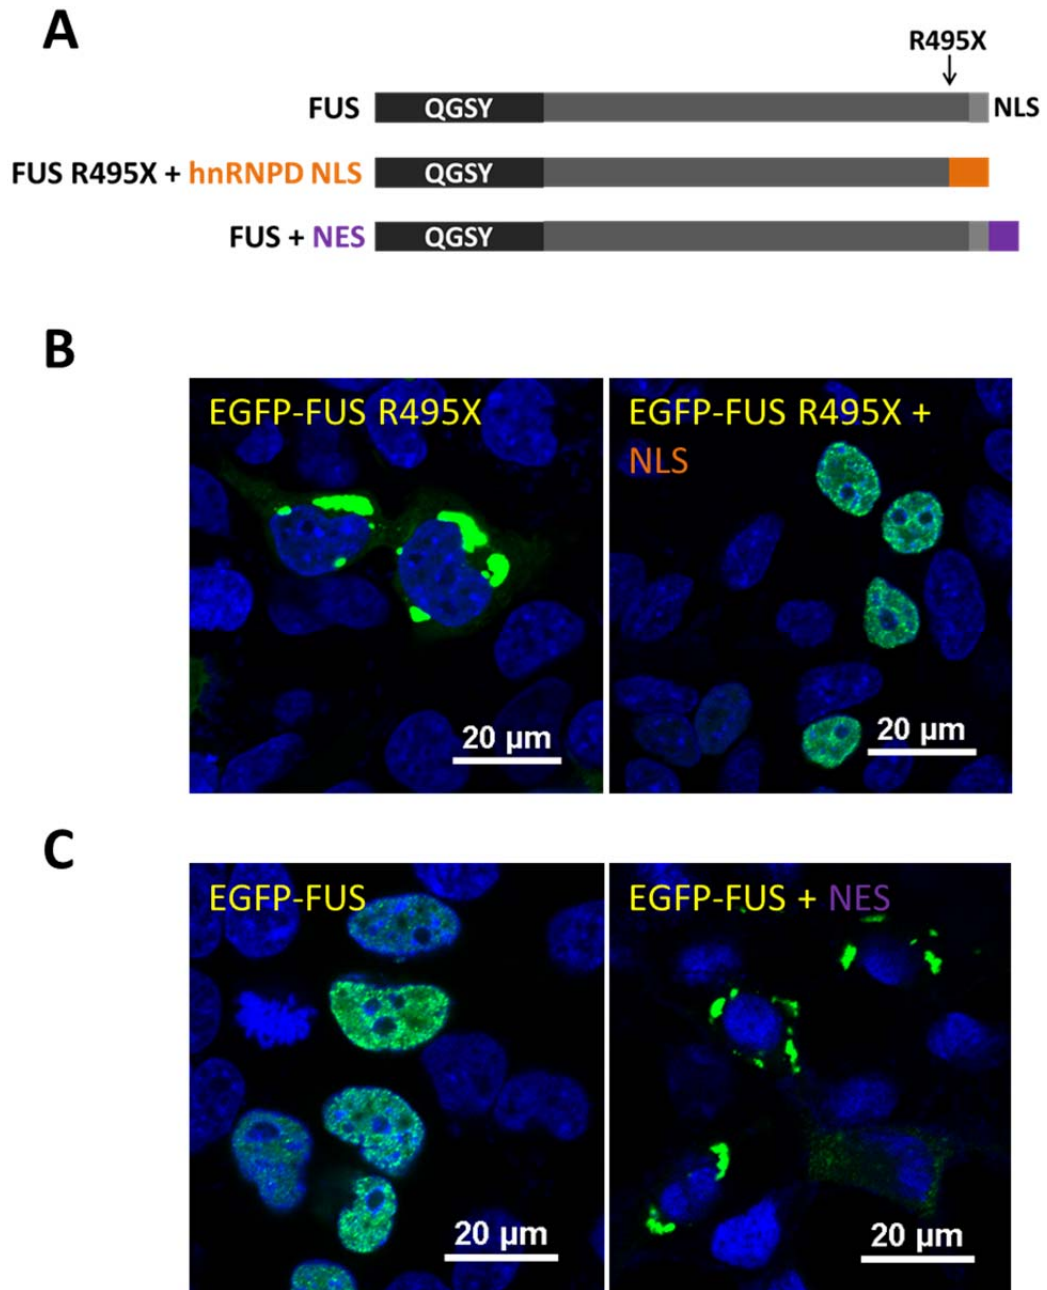 A
R495X
FUS QGSY NLS
FUS R495X + hnRNPD NLS QGSY
FUS + NES QGSY
B
EGFP-FUS R495X
20 µm
EGFP-FUS R495X +
NLS
20 µm
C
EGFP-FUS
20 µm
EGFP-FUS + NES
20 µm